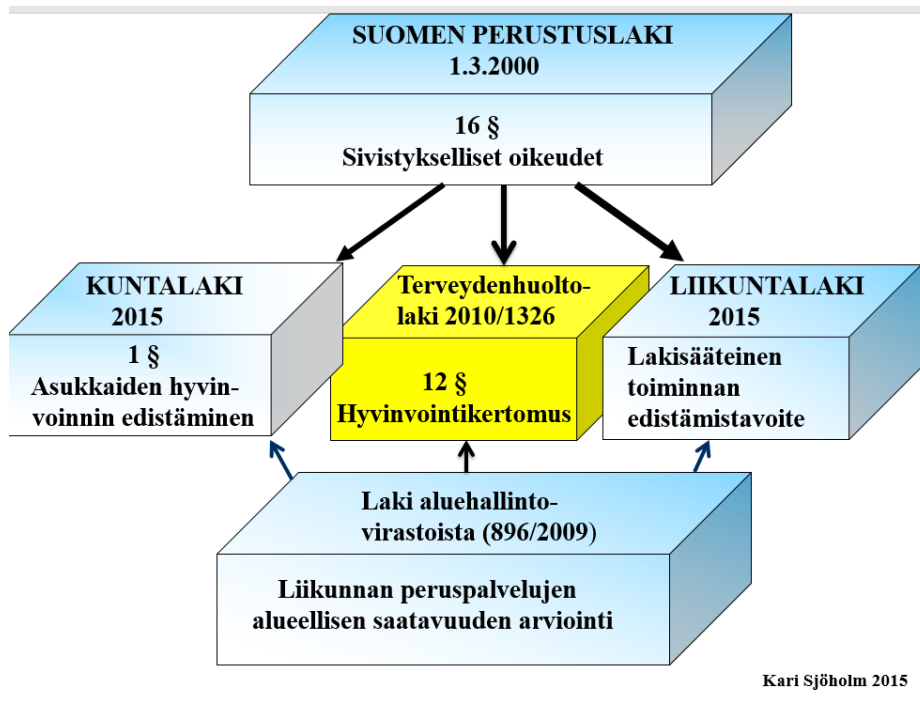 SUOMEN PERUSTUSLAKI
1.3.2000
16 §
Sivistykselliset oikeudet
KUNTALAKI
2015
1 §
Asukkaiden hyvin-
voinnin edistäminen
Terveydenhuolto-
laki 2010/1326
12 §
Hyvinvointikertomus
LIIKUNTALAKI
2015
Lakisääteinen
toiminnan
edistämistavoite
Laki aluehallinto-
virastoista (896/2009)
Liikunnan peruspalvelujen
alueellisen saatavuuden arviointi
Kari Sjöholm 2015